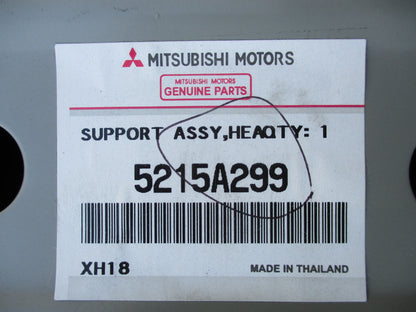 MITSUBISHI MOTORS
MITSUBISHI MOTORS
GENUINE PARTS
SUPPORT ASSY,HEAQTY: 1
5215A299
XH18 MADE IN THAILAND